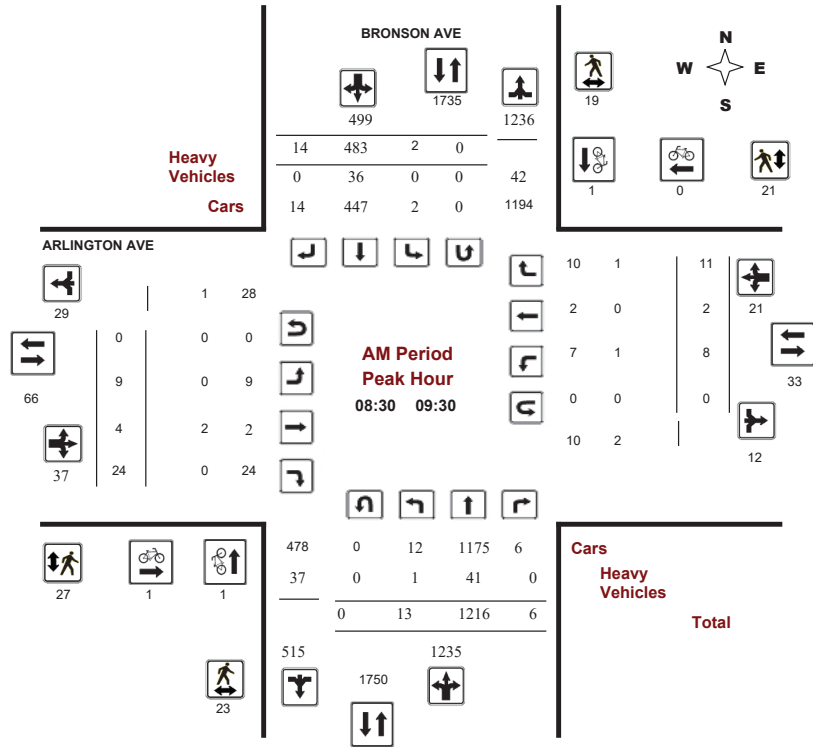 BRONSON AVE
N
W E
S
499 1735 1236 19
14 483 2 0
Heavy
Vehicles
0 36 0 0 42
Cars
14 447 2 0 1194
1 0 21
ARLINGTON AVE
29
1 28
10 1 11
21
0 0 0
2 0 2
66
33
AM Period
Peak Hour
08:30 09:30
9 0 9
7 1 8
0 0 0
4 2 2
10 2
12
37
24 0 24
478 0 12 1175 6
Cars
37 0 1 41 0
Heavy
Vehicles
27 1 1
0 13 1216 6
Total
515 1750 1235
23